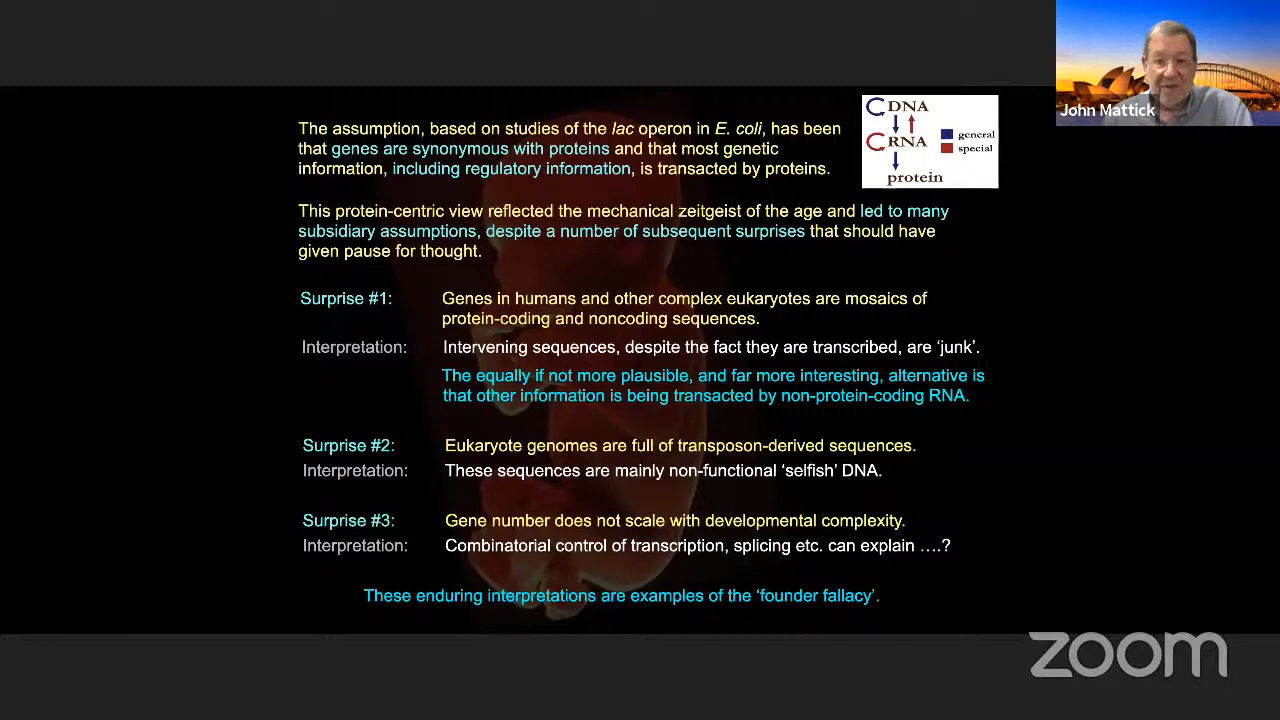 John Mattick
The assumption, based on studies of the lac operon in E. coli, has been
that genes are synonymous with proteins and that most genetic
information, including regulatory information, is transacted by proteins.
DNA
RNA
protein
general
special
This protein-centric view reflected the mechanical zeitgeist of the age and led to many
subsidiary assumptions, despite a number of subsequent surprises that should have
given pause for thought.
Surprise #1: Genes in humans and other complex eukaryotes are mosaics of
protein-coding and noncoding sequences.
Interpretation: Intervening sequences, despite the fact they are transcribed, are ‘junk’.
The equally if not more plausible, and far more interesting, alternative is
that other information is being transacted by non-protein-coding RNA.
Surprise #2: Eukaryote genomes are full of transposon-derived sequences.
Interpretation: These sequences are mainly non-functional ‘selfish’ DNA.
Surprise #3: Gene number does not scale with developmental complexity.
Interpretation: Combinatorial control of transcription, splicing etc. can explain ….?
These enduring interpretations are examples of the ‘founder fallacy’.
zoom